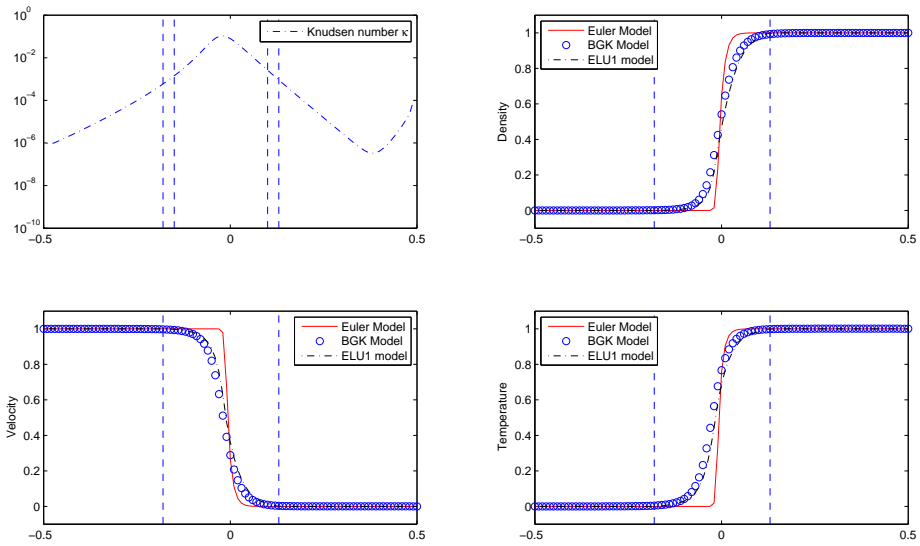 10^0
10^−2
10^−4
10^−6
10^−8
10^−10
−0.5
0
0.5
Knudsen number κ
Density
1
0.8
0.6
0.4
0.2
0
−0.5
0
0.5
Euler Model
BGK Model
ELU1 model
Velocity
1
0.8
0.6
0.4
0.2
0
−0.5
0
0.5
Euler Model
BGK Model
ELU1 model
Temperature
1
0.8
0.6
0.4
0.2
0
−0.5
0
0.5
Euler Model
BGK Model
ELU1 model